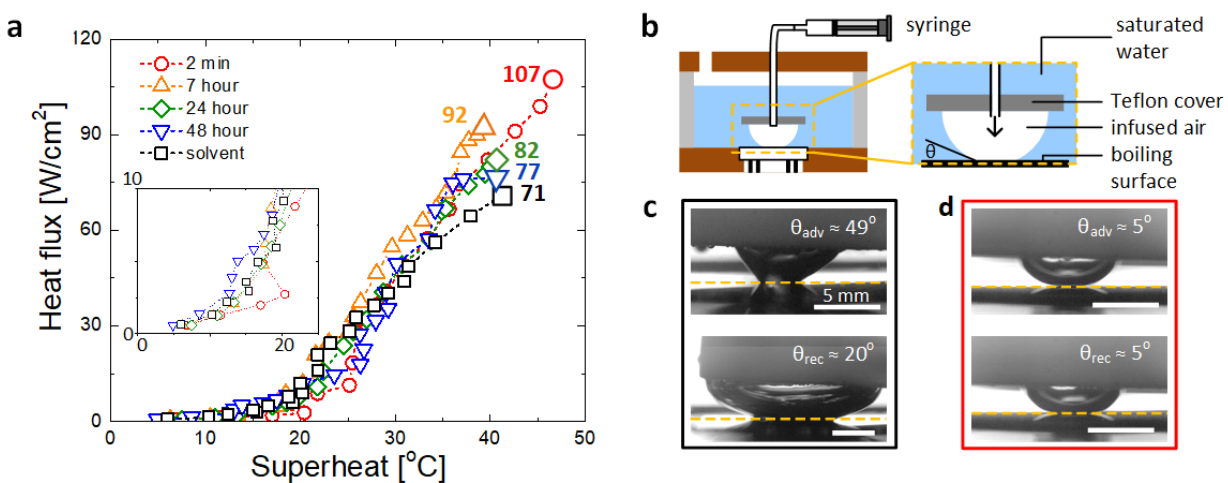 a
120
90
60
30
0
0
10
20
30
40
50
Heat flux [W/cm²]
Superheat [°C]
2 min
7 hour
24 hour
48 hour
solvent
107
92
82
77
71
10
0
0
20
b
syringe
saturated
water
Teflon cover
infused air
boiling
surface
θ
c
θadv ≈ 49°
5 mm
θrec ≈ 20°
d
θadv ≈ 5°
θrec ≈ 5°